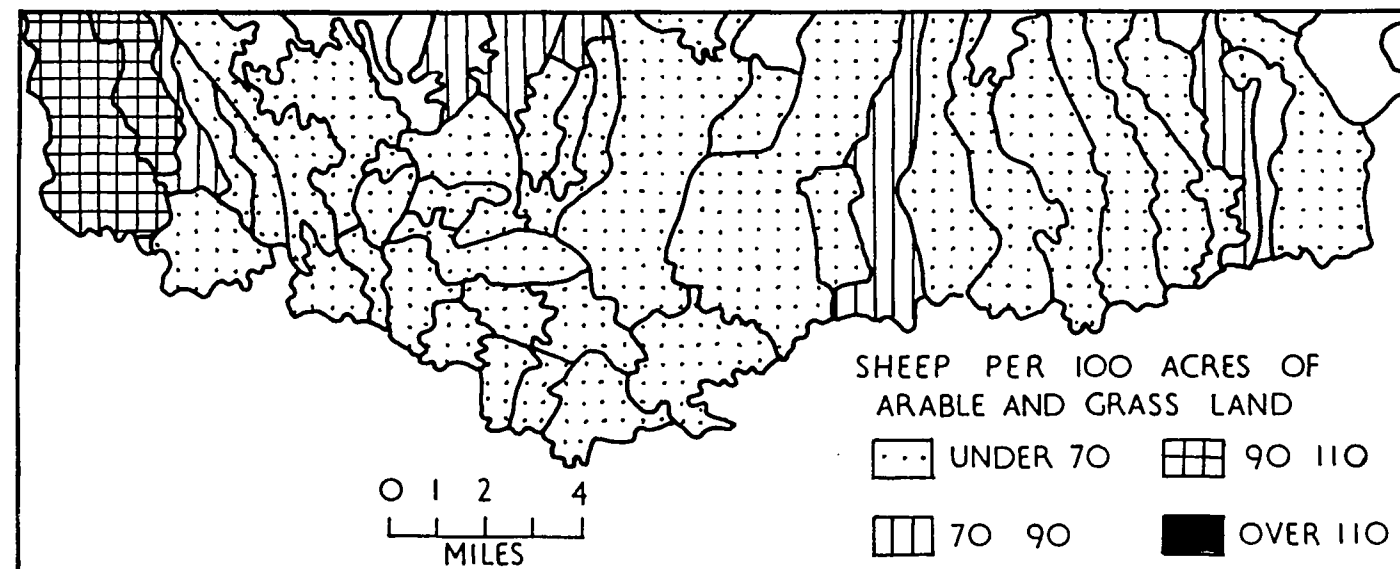 SHEEP PER 100 ACRES OF
ARABLE AND GRASS LAND
UNDER 70
90 110
70 90
OVER 110
0 1 2 4
MILES